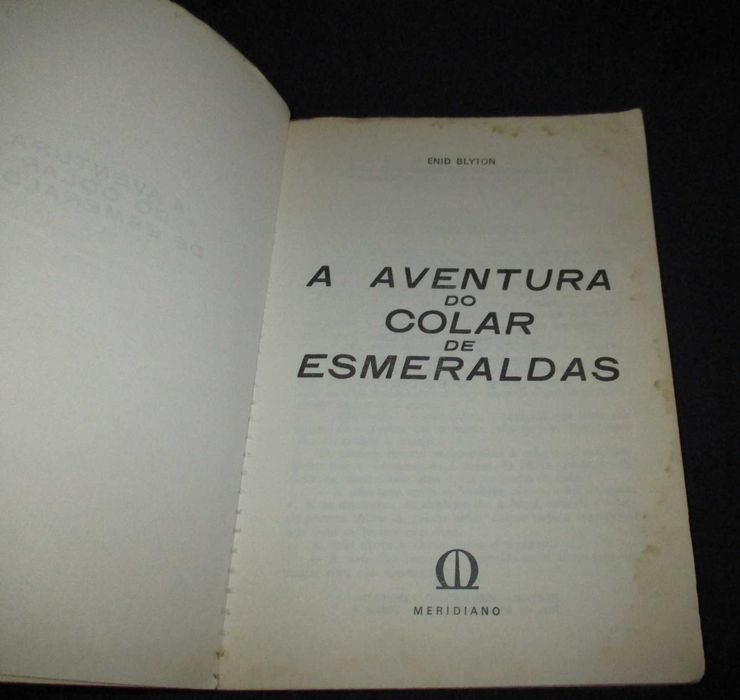 ENID BLYTON
A AVENTURA
DO
COLAR
DE
ESMERALDAS
MERIDIANO